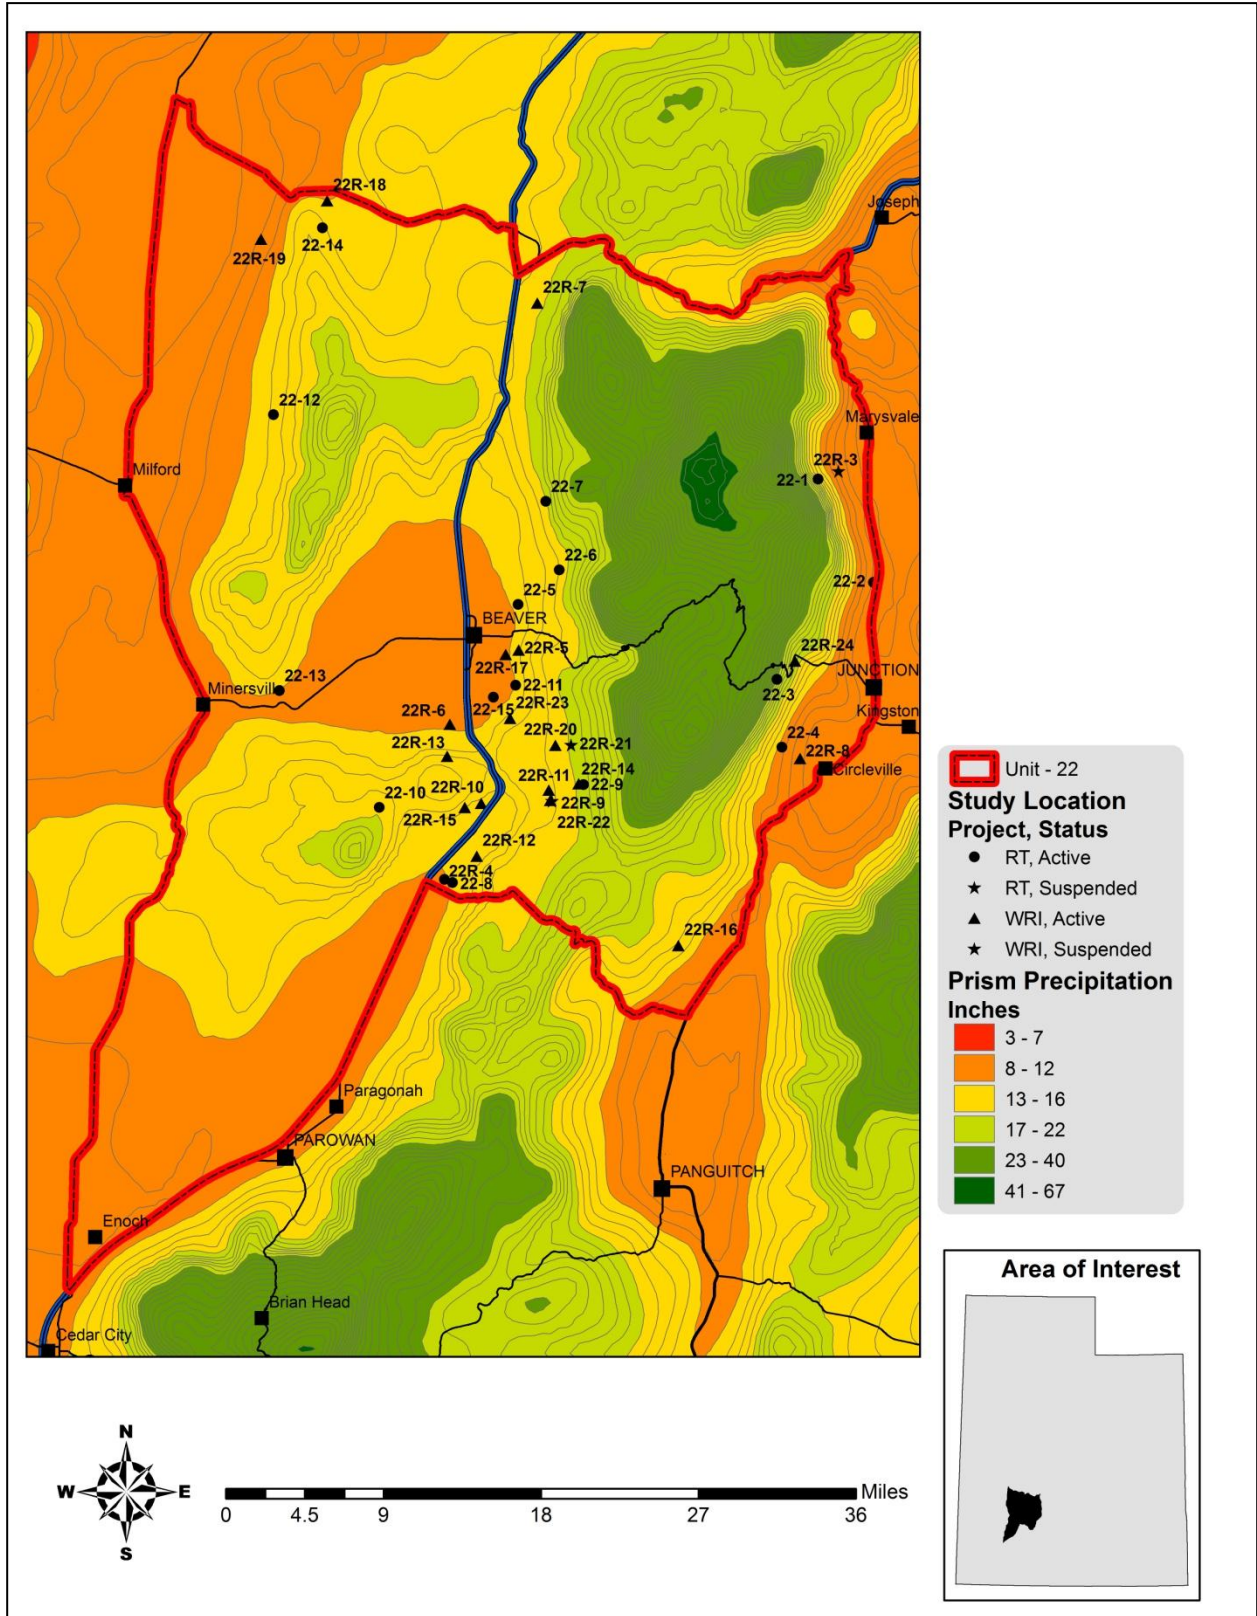 22R-18
Joseph
22-14
22R-19
22R-7
22-12
Marysvale
22R-3
Milford
22-1
22-7
22-6
22-2
22-5
BEAVER
22R-5
22R-24
22R-17
JUNCTION
22-13
22-11
22-3
Minersvill
22-15
22R-23
Kingston
22R-6
22R-20
22R-21
22-4
22R-13
22R-8
Circleville
22R-14
22R-11
22-9
22R-10
22-10
22R-9
22R-15
22R-22
22R-12
22R-4
22-8
22R-16
Paragonah
PAROWAN
PANGUITCH
Enoch
Brian Head
Cedar City
Unit - 22
Study Location
Project, Status
RT, Active
RT, Suspended
WRI, Active
WRI, Suspended
Prism Precipitation
Inches
3 - 7
8 - 12
13 - 16
17 - 22
23 - 40
41 - 67
Area of Interest
N
W E
S
Miles
0 4.5 9 18 27 36